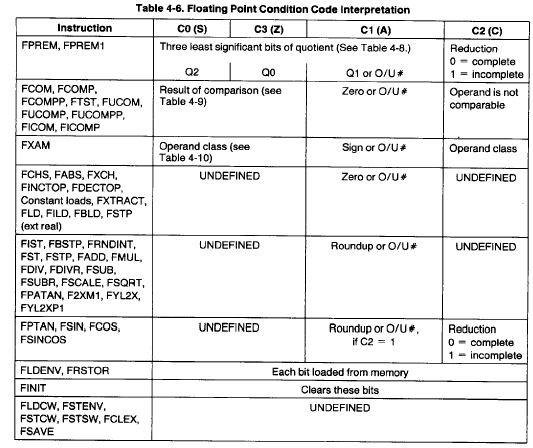 Table 4-6. Floating Point Condition Code Interpretation
Instruction C0 (S) C3 (Z) C1 (A) C2 (C)
FPREM, FPREM1 Three least significant bits of quotient (See Table 4-8.) Reduction
0 = complete
Q2 Q0 Q1 or O/U# 1 = incomplete
FCOM, FCOMP, Result of comparison (see Zero or O/U# Operand is not
FCOMPP, FTST, FUCOM, Table 4-9) comparable
FUCOMP, FUCOMPP,
FICOM, FICOMP
FXAM Operand class (see Sign or O/U# Operand class
Table 4-10)
FCHS, FABS, FXCH, UNDEFINED Zero or O/U# UNDEFINED
FINCTOP, FDECTOP,
Constant loads, FXTRACT,
FLD, FILD, FBLD, FSTP
(ext real)
FIST, FBSTP, FRNDINT, UNDEFINED Roundup or O/U# UNDEFINED
FST, FSTP, FADD, FMUL,
FDIV, FDIVR, FSUB,
FSUBR, FSCALE, FSQRT,
FPATAN, F2XM1, FYL2X,
FYL2XP1
FPTAN, FSIN, FCOS, UNDEFINED Roundup or O/U#, Reduction
FSINCOS if C2 = 1 0 = complete
1 = incomplete
FLDENV, FRSTOR Each bit loaded from memory
FINIT Clears these bits
FLDCW, FSTENV, UNDEFINED
FSTCW, FSTSW, FCLEX,
FSAVE